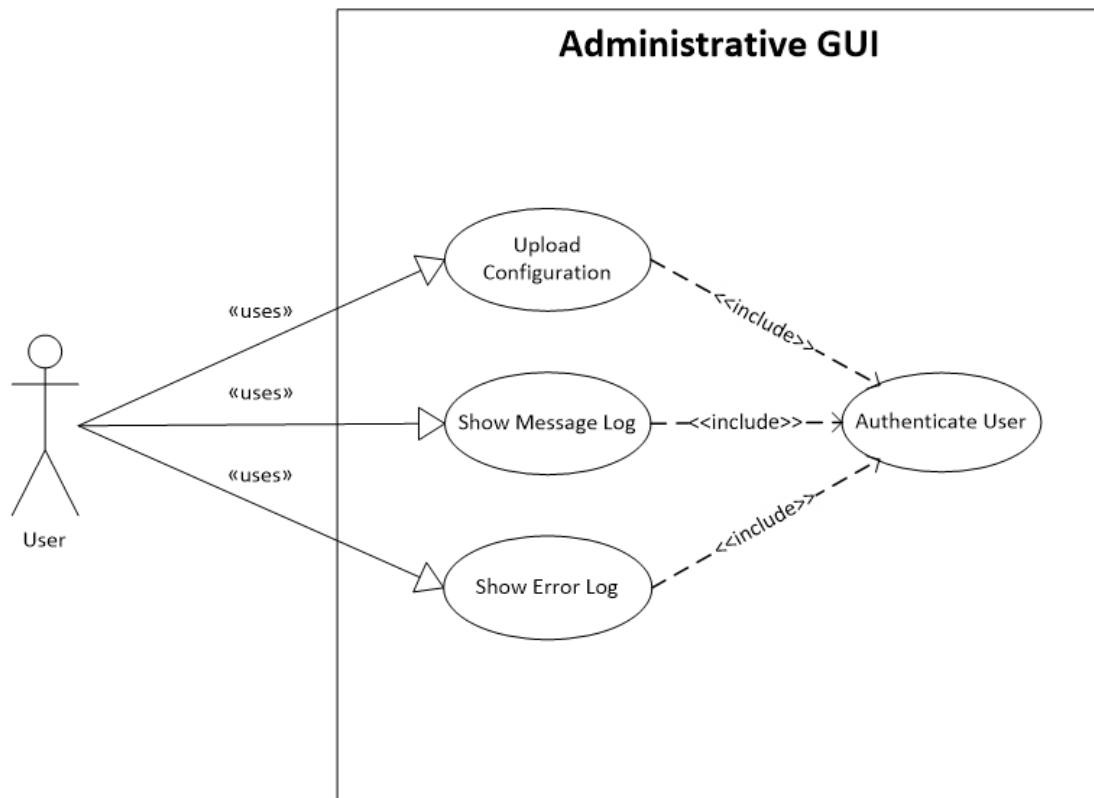 Administrative GUI
Upload
Configuration
«uses»
<<include>>
«uses»
Show Message Log
<<include>>
Authenticate User
«uses»
<<include>>
User
Show Error Log